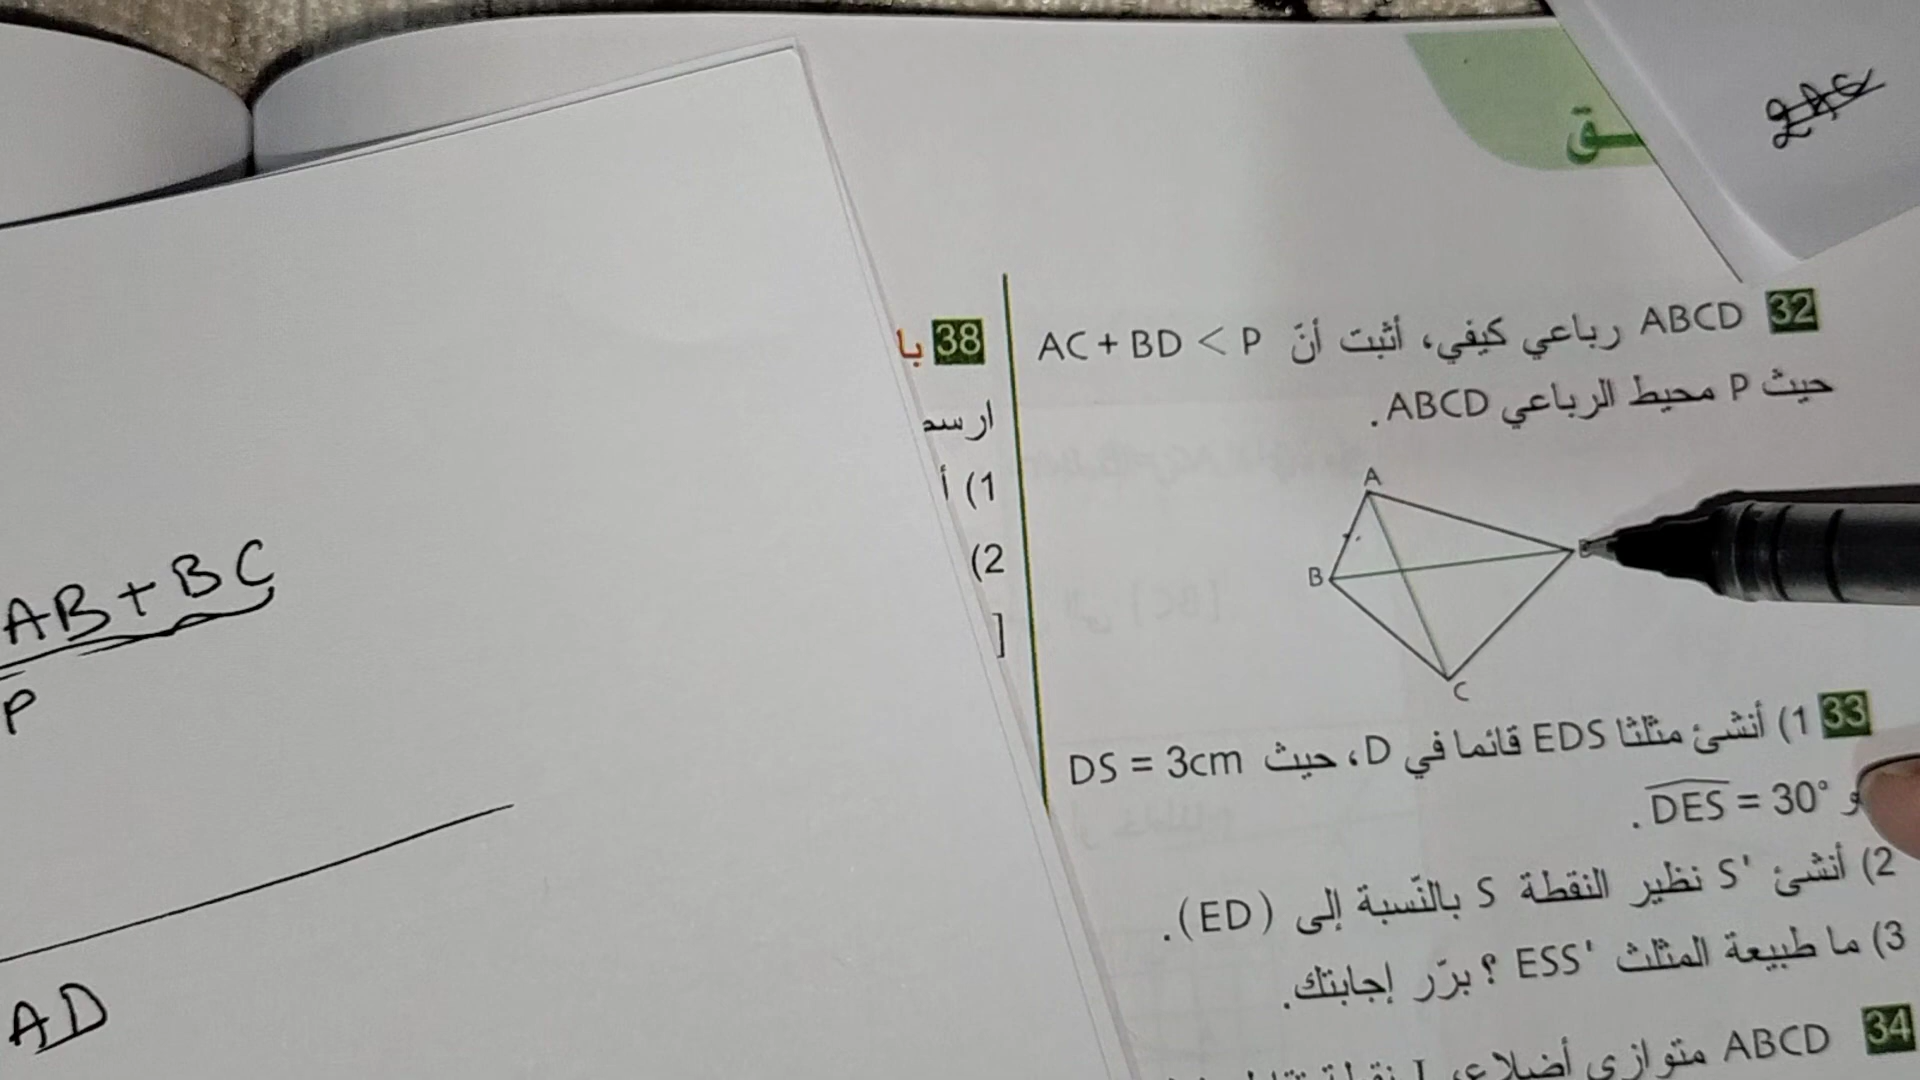 32 ABCD رباعي كيفي، أثبت أنّ AC + BD < P
حيث P محيط الرباعي ABCD.
A
B
C
33 1) أنشئ مثلثا EDS قائما في D، حيث DS = 3cm
و DES = 30°.
2) أنشئ S' نظير النقطة S بالنّسبة إلى (ED).
3) ما طبيعة المثلث ESS' ؟ برّر إجابتك.
34 ABCD متوازي أضلاع، I نقطة
38 با
ارسم
1) أ
2)
]
AB + BC
P
AD